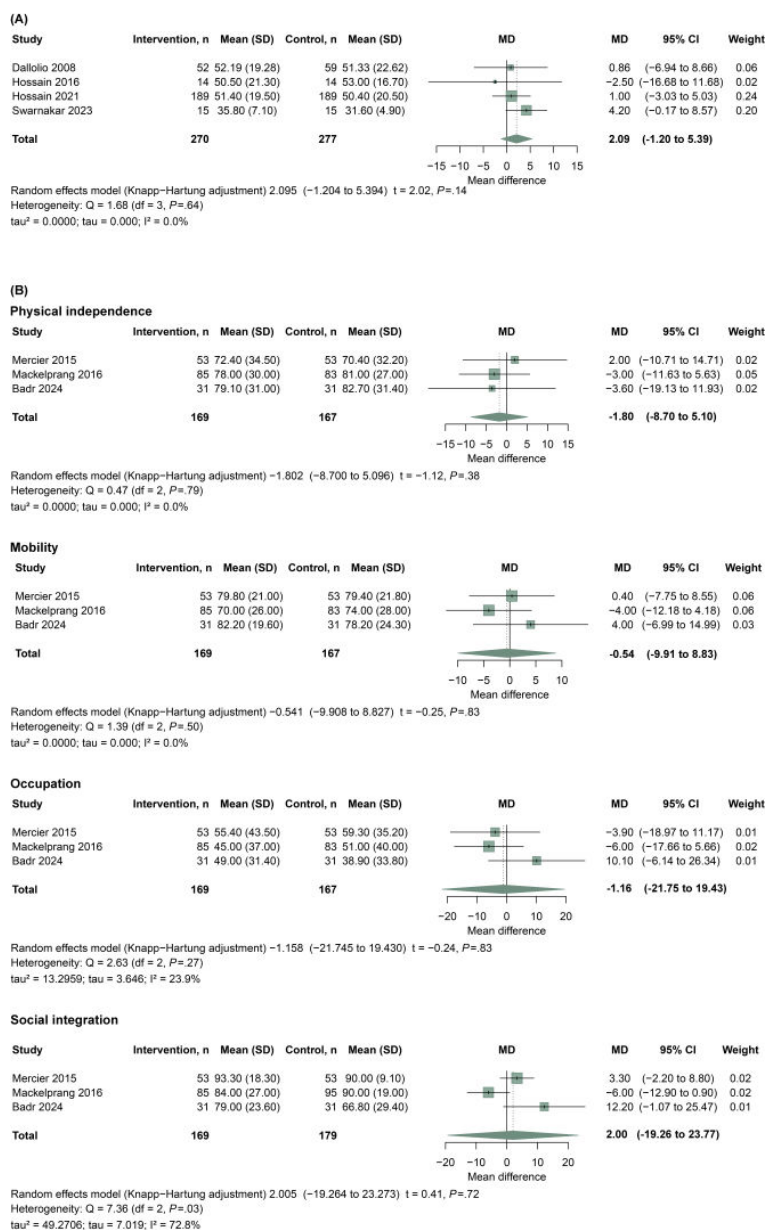 (A)
Study Intervention, n Mean (SD) Control, n Mean (SD) MD MD 95% CI Weight
Dallolio 2008 52 52.19 (19.28) 59 51.33 (22.62) 0.86 (−6.94 to 8.66) 0.06
Hossain 2016 14 50.50 (21.30) 14 53.00 (16.70) −2.50 (−16.68 to 11.68) 0.02
Hossain 2021 189 51.40 (19.50) 189 50.40 (20.50) 1.00 (−3.03 to 5.03) 0.24
Swarnakar 2023 15 35.80 (7.10) 15 31.60 (4.90) 4.20 (−0.17 to 8.57) 0.20
Total 270 277 2.09 (-1.20 to 5.39)
−15 −10 −5 0 5 10 15 20
Mean difference
Random effects model (Knapp−Hartung adjustment) 2.095 (−1.204 to 5.394) t = 2.02, P=.14
Heterogeneity: Q = 1.68 (df = 3, P=.64)
tau² = 0.0000; tau = 0.000; I² = 0.0%
(B)
Physical independence
Study Intervention, n Mean (SD) Control, n Mean (SD) MD MD 95% CI Weight
Mercier 2015 53 72.40 (34.50) 53 70.40 (32.20) 2.00 (−10.71 to 14.71) 0.02
Mackelprang 2016 85 78.00 (30.00) 83 81.00 (27.00) −3.00 (−11.63 to 5.63) 0.05
Badr 2024 31 79.10 (31.00) 31 82.70 (31.40) −3.60 (−19.13 to 11.93) 0.02
Total 169 167 -1.80 (-8.70 to 5.10)
−15 −10 −5 0 5 10 15
Mean difference
Random effects model (Knapp−Hartung adjustment) −1.802 (−8.700 to 5.096) t = −1.12, P=.38
Heterogeneity: Q = 0.47 (df = 2, P=.79)
tau² = 0.0000; tau = 0.000; I² = 0.0%
Mobility
Study Intervention, n Mean (SD) Control, n Mean (SD) MD MD 95% CI Weight
Mercier 2015 53 79.80 (21.00) 53 79.40 (21.80) 0.40 (−7.75 to 8.55) 0.06
Mackelprang 2016 85 70.00 (26.00) 83 74.00 (28.00) −4.00 (−12.18 to 4.18) 0.06
Badr 2024 31 82.20 (19.60) 31 78.20 (24.30) 4.00 (−6.99 to 14.99) 0.03
Total 169 167 -0.54 (-9.91 to 8.83)
−10 −5 0 5 10
Mean difference
Random effects model (Knapp−Hartung adjustment) −0.541 (−9.908 to 8.827) t = −0.25, P=.83
Heterogeneity: Q = 1.39 (df = 2, P=.50)
tau² = 0.0000; tau = 0.000; I² = 0.0%
Occupation
Study Intervention, n Mean (SD) Control, n Mean (SD) MD MD 95% CI Weight
Mercier 2015 53 55.40 (43.50) 53 59.30 (35.20) −3.90 (−18.97 to 11.17) 0.01
Mackelprang 2016 85 45.00 (37.00) 83 51.00 (40.00) −6.00 (−17.66 to 5.66) 0.02
Badr 2024 31 49.00 (31.40) 31 38.90 (33.80) 10.10 (−6.14 to 26.34) 0.01
Total 169 167 -1.16 (-21.75 to 19.43)
−20 −10 0 10 20
Mean difference
Random effects model (Knapp−Hartung adjustment) −1.158 (−21.745 to 19.430) t = −0.24, P=.83
Heterogeneity: Q = 2.63 (df = 2, P=.27)
tau² = 13.2959; tau = 3.646; I² = 23.9%
Social integration
Study Intervention, n Mean (SD) Control, n Mean (SD) MD MD 95% CI Weight
Mercier 2015 53 93.30 (18.30) 53 90.00 (9.10) 3.30 (−2.20 to 8.80) 0.02
Mackelprang 2016 85 84.00 (27.00) 95 90.00 (19.00) −6.00 (−12.90 to 0.90) 0.02
Badr 2024 31 79.00 (23.60) 31 66.80 (29.40) 12.20 (−1.07 to 25.47) 0.01
Total 169 179 2.00 (-19.26 to 23.77)
−20 −10 0 10 20
Mean difference
Random effects model (Knapp−Hartung adjustment) 2.005 (−19.264 to 23.273) t = 0.41, P=.72
Heterogeneity: Q = 7.36 (df = 2, P=.03)
tau² = 49.2706; tau = 7.019; I² = 72.8%